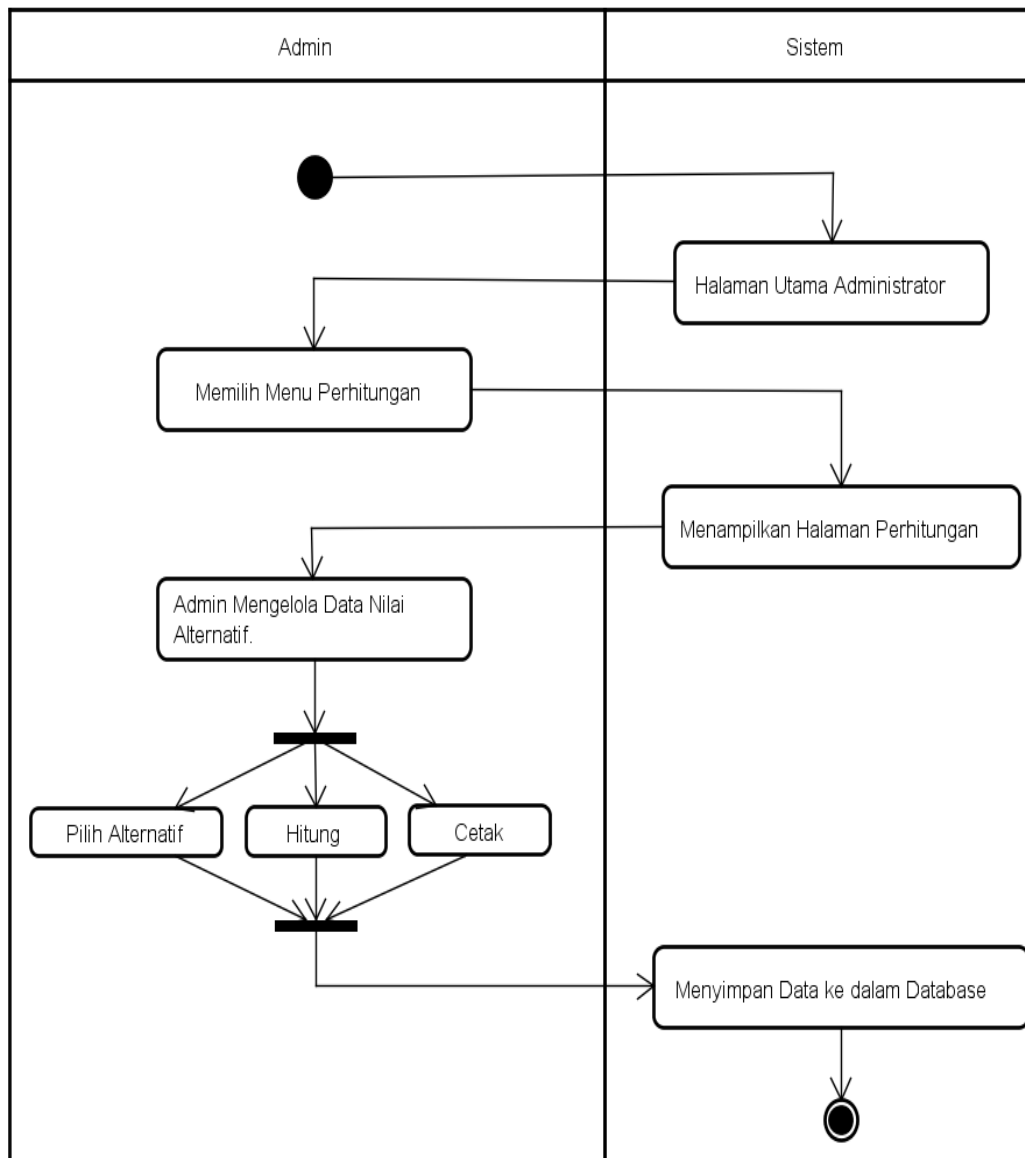 Admin
Sistem
Halaman Utama Administrator
Memilih Menu Perhitungan
Menampilkan Halaman Perhitungan
Admin Mengelola Data Nilai
Alternatif.
Pilih Alternatif
Hitung
Cetak
Menyimpan Data ke dalam Database